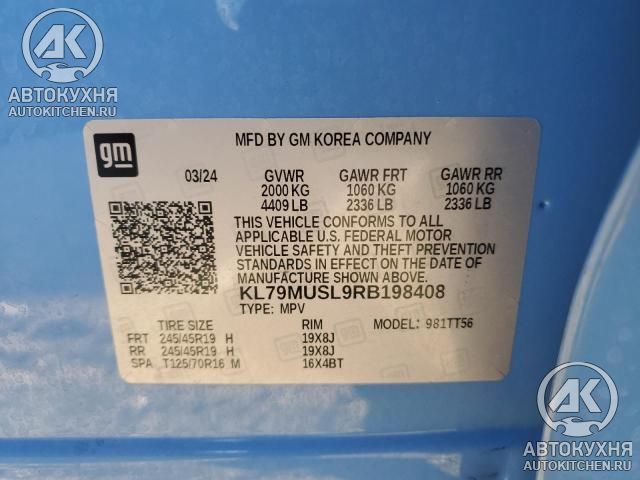 AK
АВТОКУХНЯ
AUTOKITCHEN.RU
gm
MFD BY GM KOREA COMPANY
03/24 GVWR GAWR FRT GAWR RR
2000 KG 1060 KG 1060 KG
4409 LB 2336 LB 2336 LB
THIS VEHICLE CONFORMS TO ALL
APPLICABLE U.S. FEDERAL MOTOR
VEHICLE SAFETY AND THEFT PREVENTION
STANDARDS IN EFFECT ON THE DATE OF
MANUFACTURE SHOWN ABOVE.
KL79MUSL9RB198408
TYPE: MPV
TIRE SIZE RIM MODEL: 981TT56
FRT 245/45R19 H 19X8J
RR 245/45R19 H 19X8J
SPA T125/70R16 M 16X4BT
AK
АВТОКУХНЯ
AUTOKITCHEN.RU